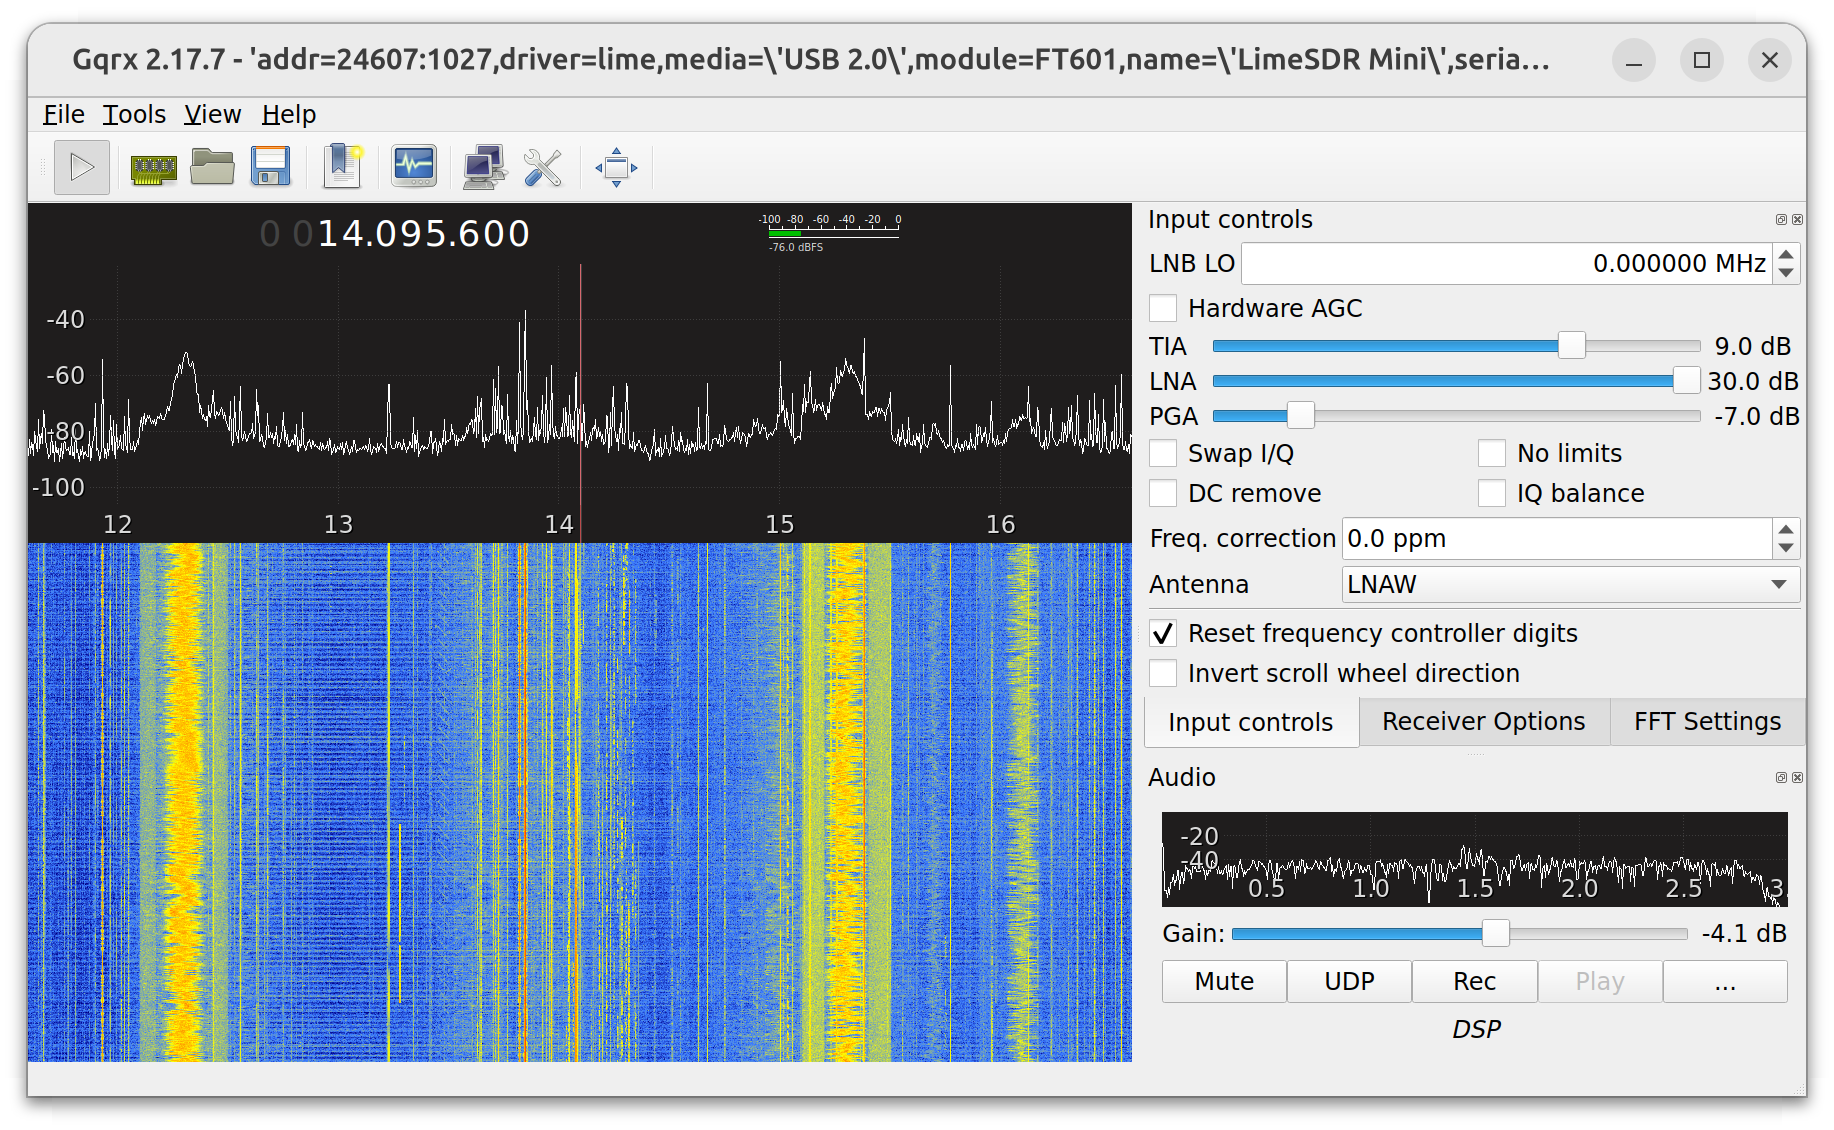 Gqrx 2.17.7 - 'addr=24607:1027,driver=lime,media=\'USB 2.0\',module=FT601,name=\'LimeSDR Mini\',seria...
File Tools View Help
0 014.095.600
-100 -80 -60 -40 -20 0
-76.0 dBFS
-40
-60
-80
-100
12 13 14 15 16
Input controls
LNB LO 0.000000 MHz
Hardware AGC
TIA 9.0 dB
LNA 30.0 dB
PGA -7.0 dB
Swap I/Q No limits
DC remove IQ balance
Freq. correction 0.0 ppm
Antenna LNAW
Reset frequency controller digits
Invert scroll wheel direction
Input controls Receiver Options FFT Settings
Audio
-20
-40
0.5 1.0 1.5 2.0 2.5 3.
Gain: -4.1 dB
Mute UDP Rec Play ...
DSP